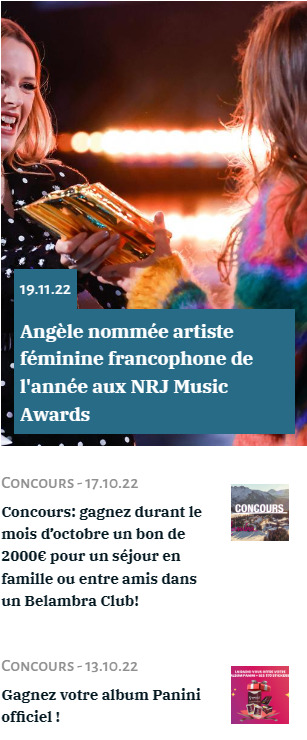 19.11.22
Angèle nommée artiste
féminine francophone de
l'année aux NRJ Music
Awards
Concours - 17.10.22
Concours: gagnez durant le
mois d’octobre un bon de
2000€ pour un séjour en
famille ou entre amis dans
un Belambra Club!
CONCOURS
Concours - 13.10.22
Gagnez votre album Panini
officiel !